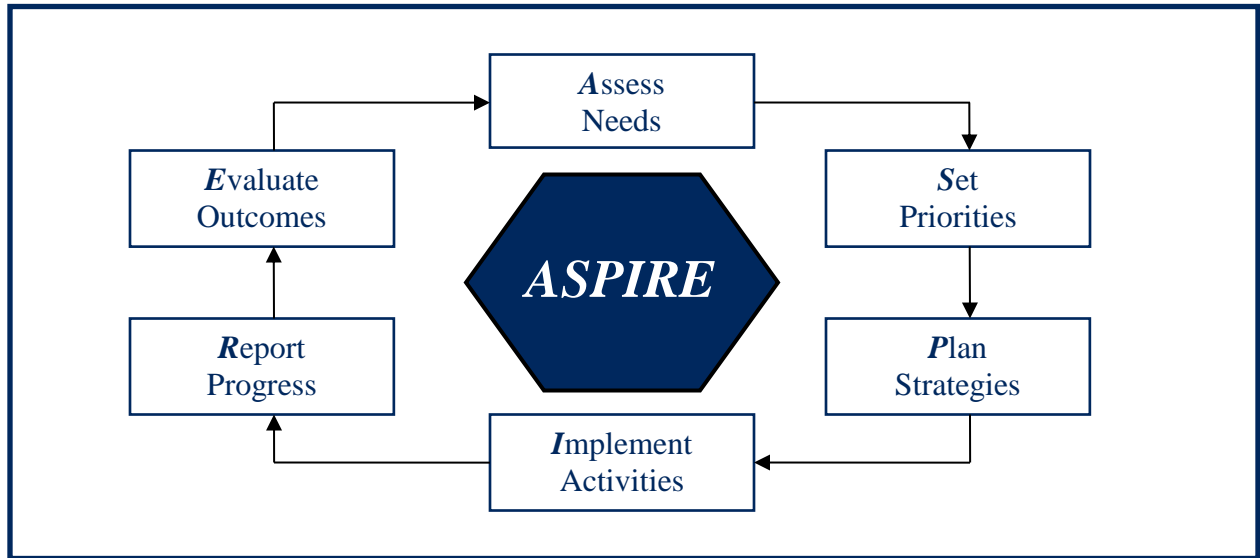 Assess
Needs
Set
Priorities
Plan
Strategies
Implement
Activities
Report
Progress
Evaluate
Outcomes
ASPIRE